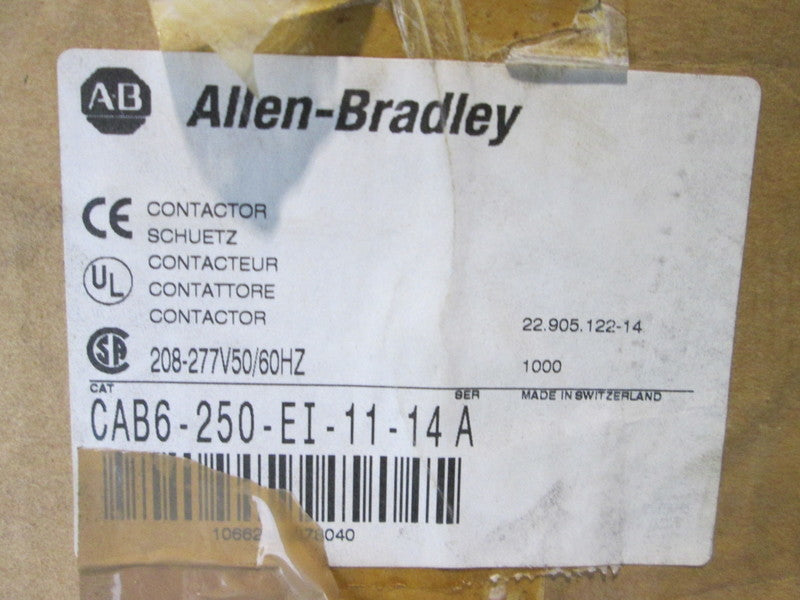 AB Allen-Bradley
CE CONTACTOR
SCHUETZ
UL CONTACTEUR
CONTATTORE
CONTACTOR 22.905.122-14
SA 208-277V50/60HZ 1000
CAT SER MADE IN SWITZERLAND
CAB6-250-EI-11-14 A